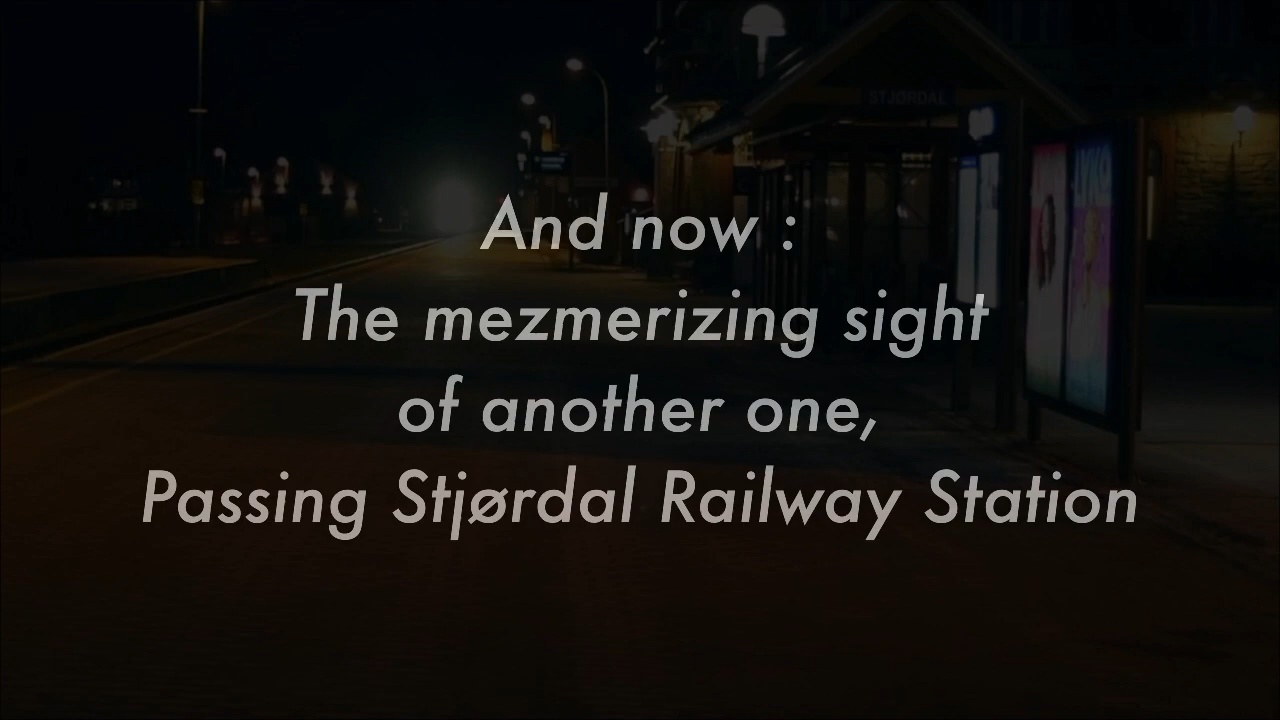 STJØRDAL
And now :
The mezmerizing sight
of another one,
Passing Stjørdal Railway Station